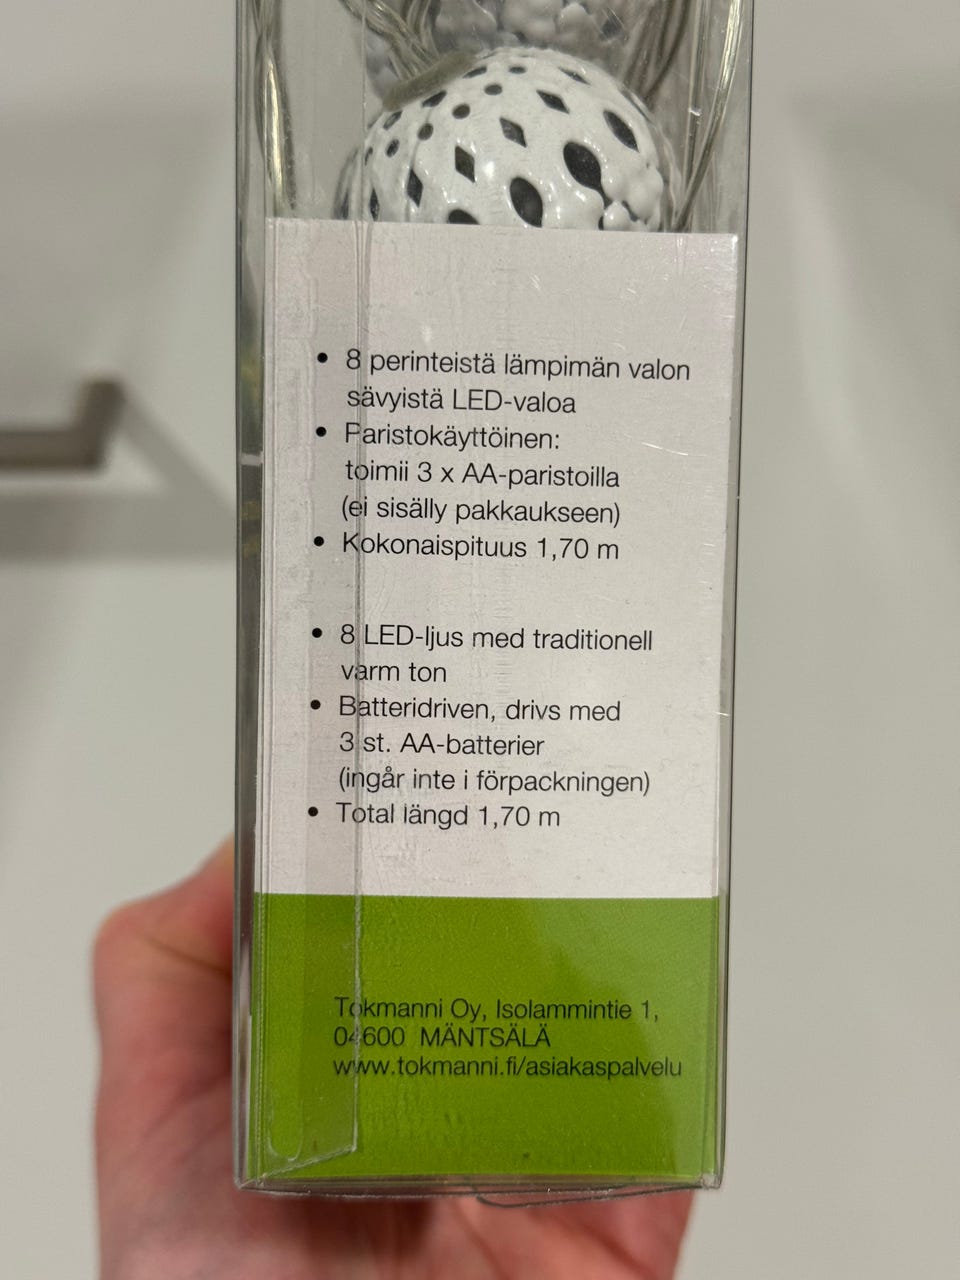 • 8 perinteistä lämpimän valon
sävyistä LED-valoa
• Paristokäyttöinen:
toimii 3 x AA-paristoilla
(ei sisälly pakkaukseen)
• Kokonaispituus 1,70 m
• 8 LED-ljus med traditionell
varm ton
• Batteridriven, drivs med
3 st. AA-batterier
(ingår inte i förpackningen)
• Total längd 1,70 m
Tokmanni Oy, Isolammintie 1,
04600 MÄNTSÄLÄ
www.tokmanni.fi/asiakaspalvelu